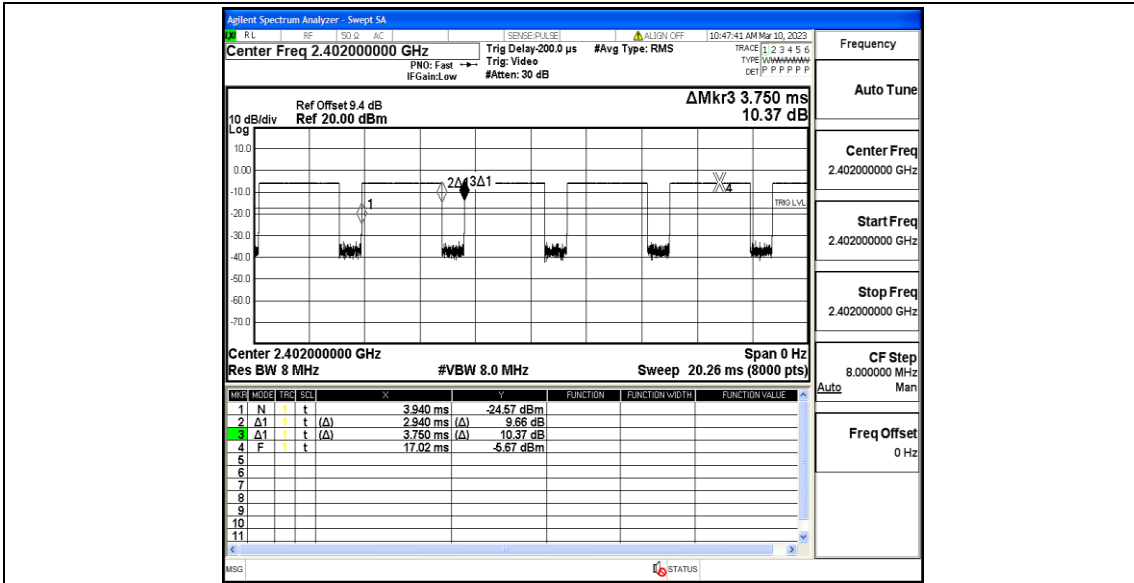 Agilent Spectrum Analyzer - Swept SA
RL RF 50 Ω AC SENSE:PULSE ALIGN OFF 10:47:41 AM Mar 10, 2023
Center Freq 2.402000000 GHz
PNO: Fast
IFGain:Low
Trig Delay-200.0 µs
Trig: Video
#Atten: 30 dB
#Avg Type: RMS
TRACE 1 2 3 4 5 6
TYPE
DET P P P P P P
ΔMkr3 3.750 ms
10.37 dB
Ref Offset 9.4 dB
10 dB/div Ref 20.00 dBm
Log
10.0
0.00
-10.0
-20.0
-30.0
-40.0
-50.0
-60.0
-70.0
1
3Δ1
4
TRIG LVL
Center 2.402000000 GHz Span 0 Hz
Res BW 8 MHz #VBW 8.0 MHz Sweep 20.26 ms (8000 pts)
MKR MODE TRC SCL X Y FUNCTION FUNCTION WIDTH FUNCTION VALUE
1 N 1 t 3.940 ms -24.57 dBm
2 Δ1 1 t (Δ) 2.940 ms (Δ) 9.66 dB
3 Δ1 1 t (Δ) 3.750 ms (Δ) 10.37 dB
4 F 1 t 17.02 ms -5.67 dBm
5
6
7
8
9
10
11
MSG STATUS
Frequency
Auto Tune
Center Freq
2.402000000 GHz
Start Freq
2.402000000 GHz
Stop Freq
2.402000000 GHz
CF Step
8.000000 MHz
Auto Man
Freq Offset
0 Hz